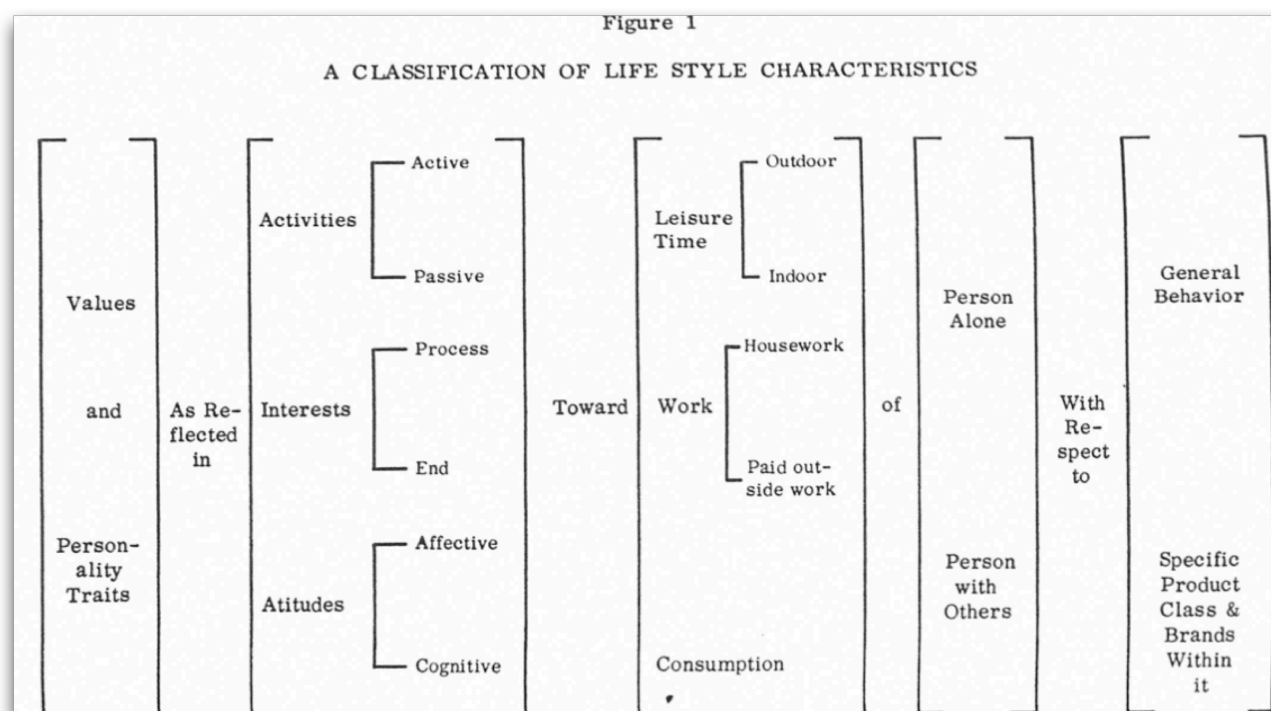 Figure 1
A CLASSIFICATION OF LIFE STYLE CHARACTERISTICS
Values
and
Person-
ality
Traits
As Re-
flected
in
Activities
Active
Passive
Interests
Process
End
Atitudes
Affective
Cognitive
Toward
Leisure
Time
Outdoor
Indoor
Work
Housework
Paid out-
side work
Consumption
of
Person
Alone
Person
with
Others
With
Re-
spect
to
General
Behavior
Specific
Product
Class &
Brands
Within
it